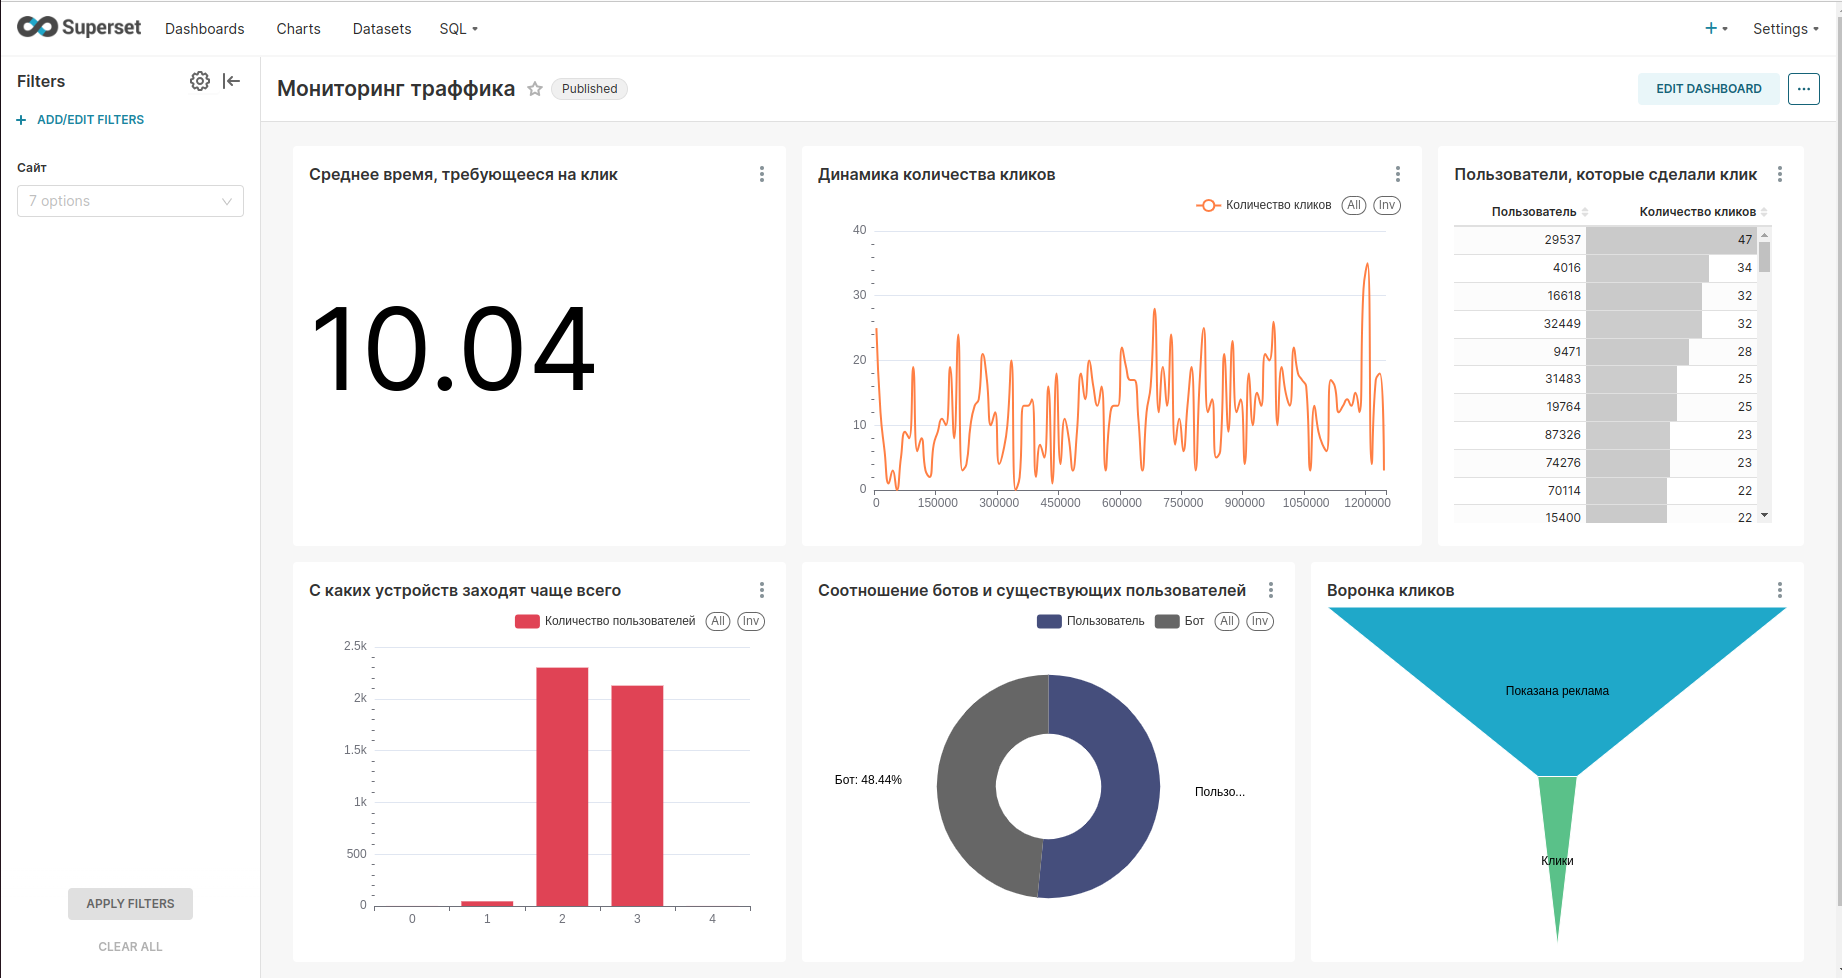 Superset Dashboards Charts Datasets SQL + Settings
Filters
+ ADD/EDIT FILTERS
Сайт
7 options
APPLY FILTERS
CLEAR ALL
Мониторинг траффика Published EDIT DASHBOARD ...
Среднее время, требующееся на клик
10.04
Динамика количества кликов
Количество кликов All Inv
40
30
20
10
0
0 150000 300000 450000 600000 750000 900000 1050000 1200000
Пользователи, которые сделали клик
Пользователь Количество кликов
29537 47
4016 34
16618 32
32449 32
9471 28
31483 25
19764 25
87326 23
74276 23
70114 22
15400 22
С каких устройств заходят чаще всего
Количество пользователей All Inv
2.5k
2k
1.5k
1k
500
0
0 1 2 3 4
Соотношение ботов и существующих пользователей
Пользователь Бот All Inv
Бот: 48.44%
Пользо...
Воронка кликов
Показана реклама
Клики